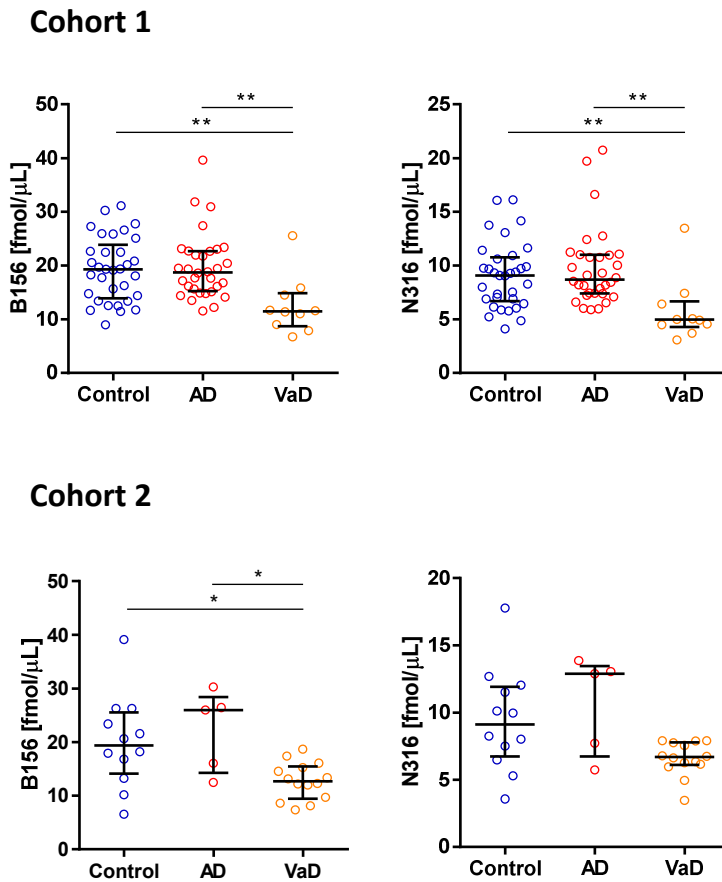 Cohort 1
B156 [fmol/μL]
50
40
30
20
10
0
**
**
Control AD VaD
N316 [fmol/μL]
25
20
15
10
5
0
**
**
Control AD VaD
Cohort 2
B156 [fmol/μL]
50
40
30
20
10
0
*
*
Control AD VaD
N316 [fmol/μL]
20
15
10
5
0
Control AD VaD